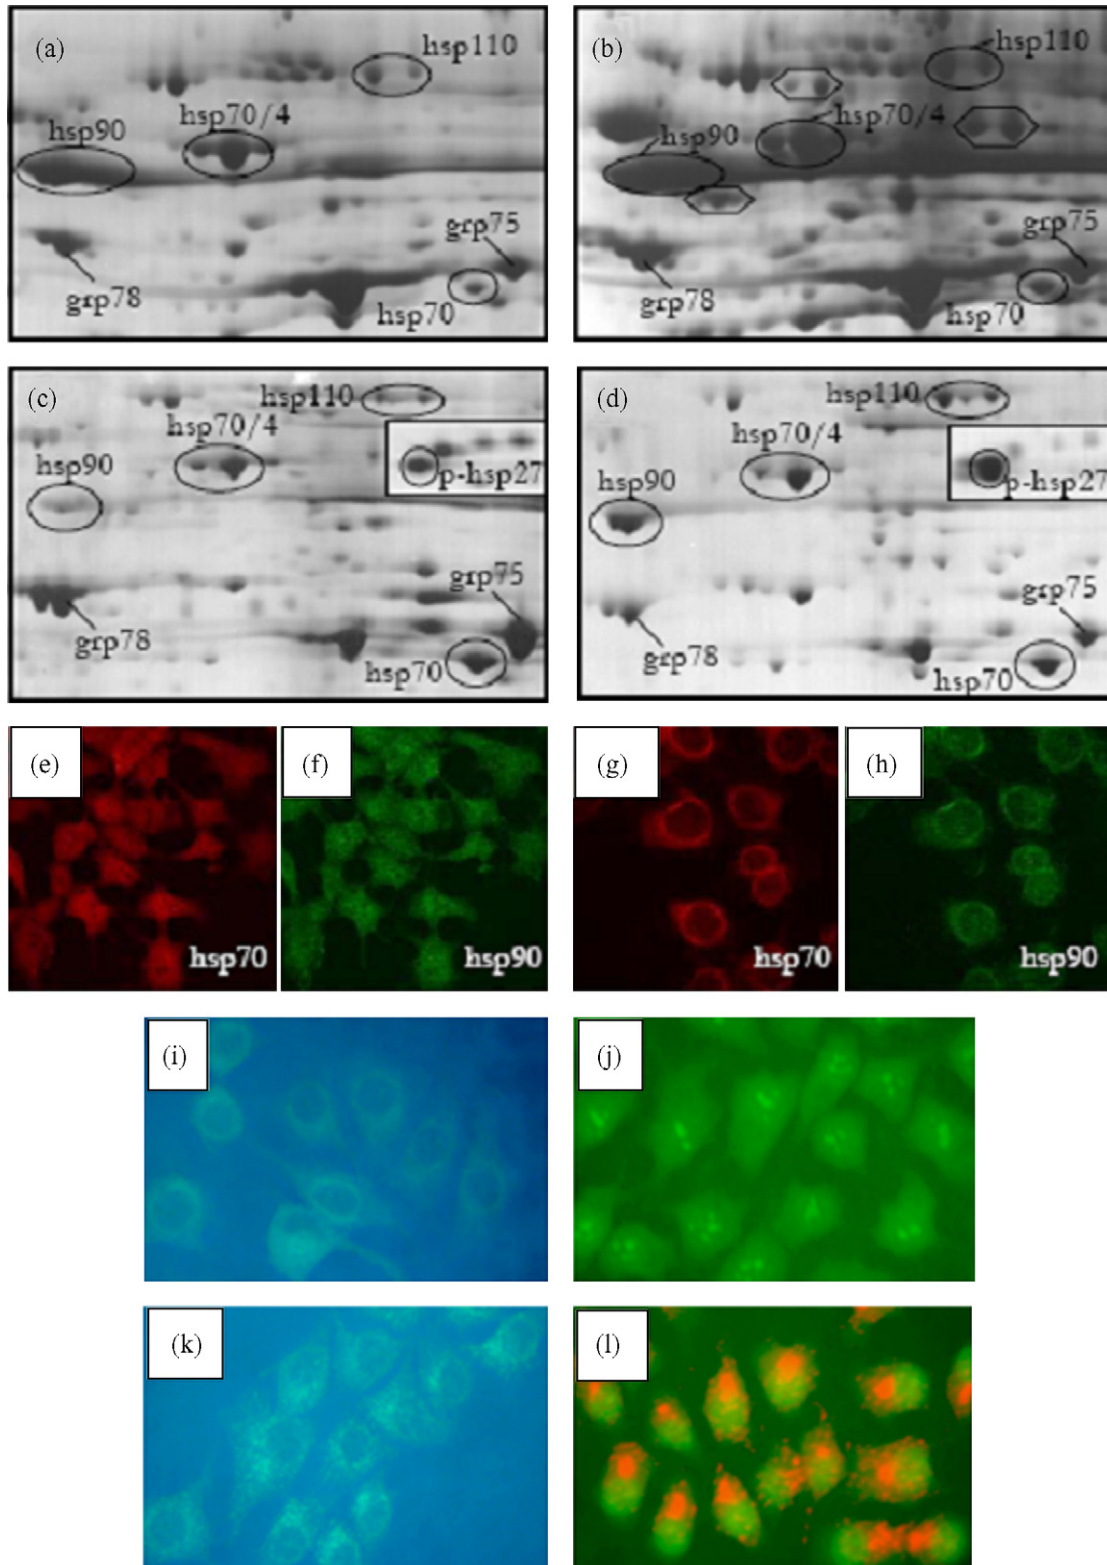 (a)
hsp110
hsp70/4
hsp90
grp75
grp78
hsp70
(b)
hsp110
hsp70/4
hsp90
grp75
grp78
hsp70
(c)
hsp110
hsp70/4
p-hsp27
hsp90
grp75
grp78
hsp70
(d)
hsp110
hsp70/4
p-hsp27
hsp90
grp75
grp78
hsp70
(e)
hsp70
(f)
hsp90
(g)
hsp70
(h)
hsp90
(i)
(j)
(k)
(l)